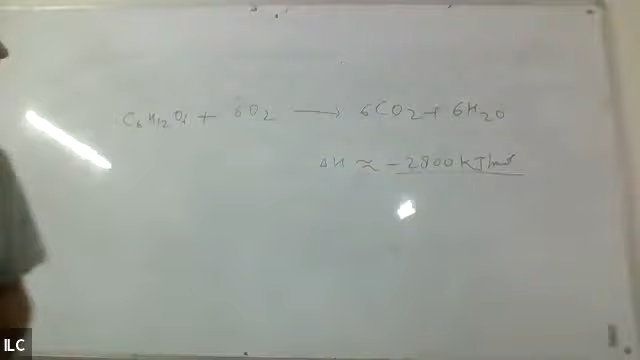 C6H12O6 + 6O2 → 6CO2 + 6H2O
ΔH ≈ -2800 kJ/mol
ILC